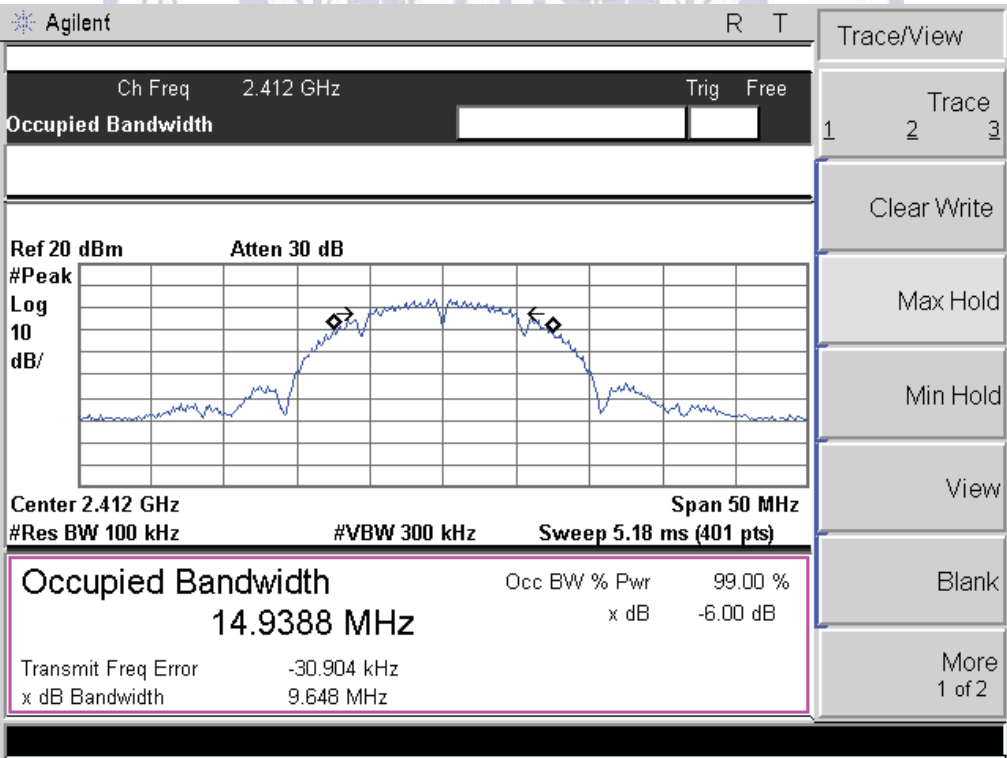 Agilent R T
Ch Freq 2.412 GHz Trig Free
Occupied Bandwidth
Ref 20 dBm Atten 30 dB
#Peak
Log
10
dB/
Center 2.412 GHz Span 50 MHz
#Res BW 100 kHz #VBW 300 kHz Sweep 5.18 ms (401 pts)
Occupied Bandwidth
14.9388 MHz
Occ BW % Pwr 99.00 %
x dB -6.00 dB
Transmit Freq Error -30.904 kHz
x dB Bandwidth 9.648 MHz
Trace/View
Trace
1 2 3
Clear Write
Max Hold
Min Hold
View
Blank
More
1 of 2